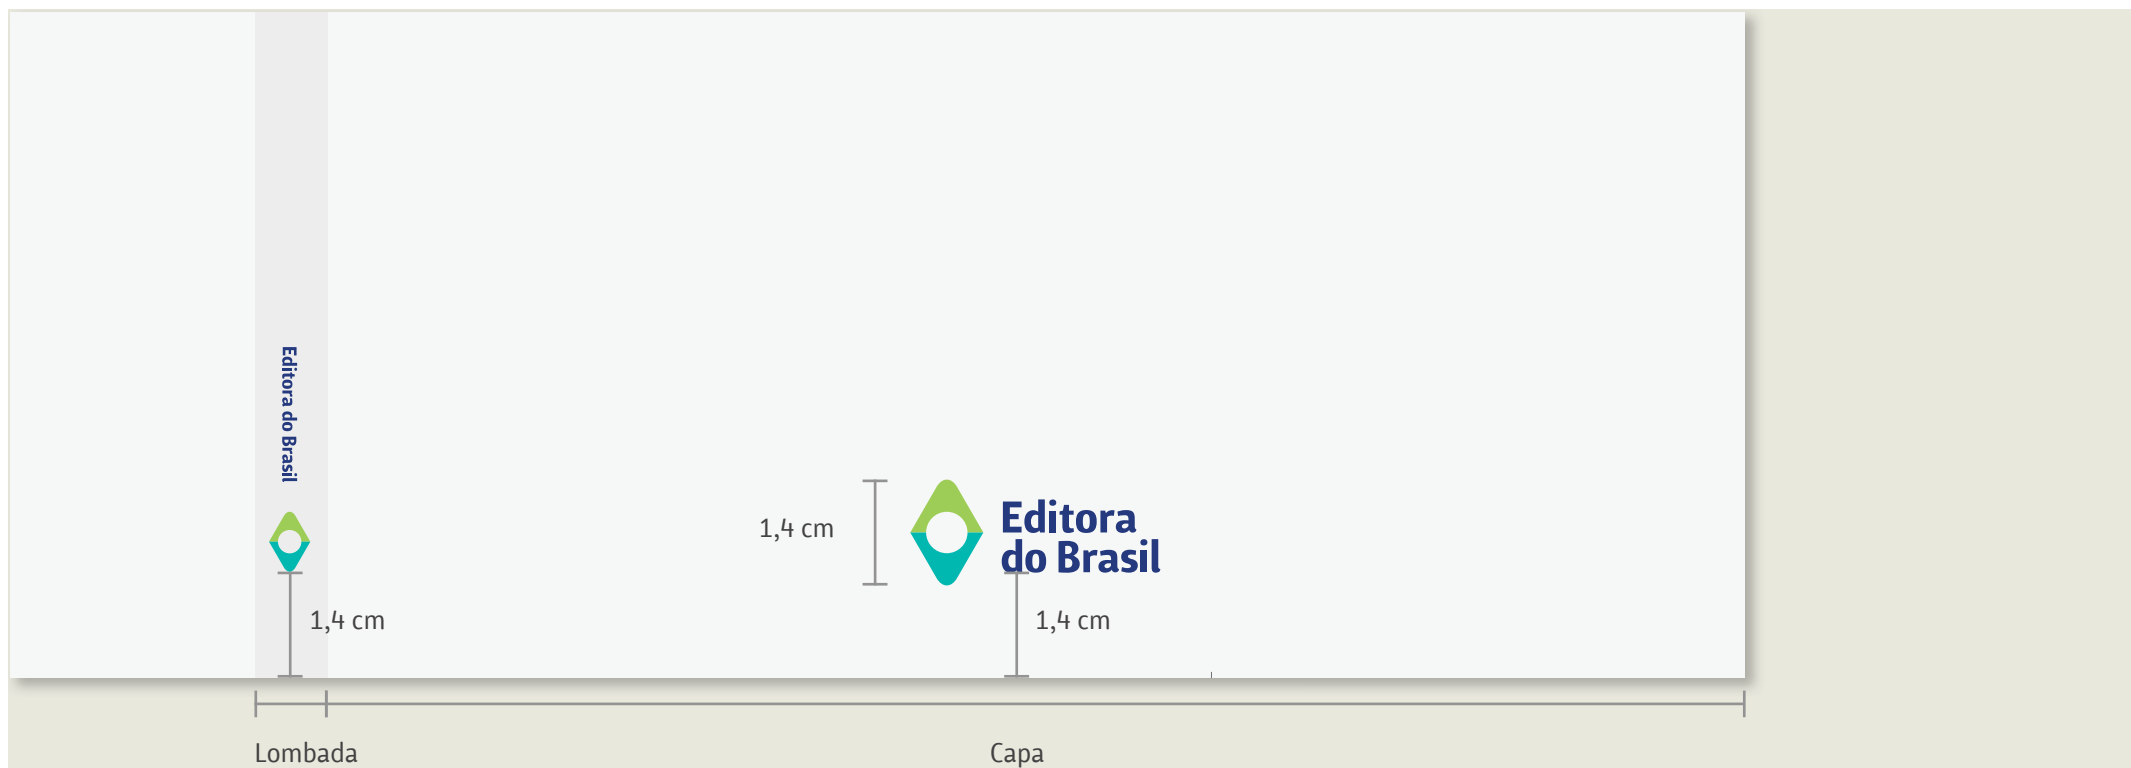 Editora do Brasil
1,4 cm
Editora
do Brasil
1,4 cm
1,4 cm
Lombada
Capa